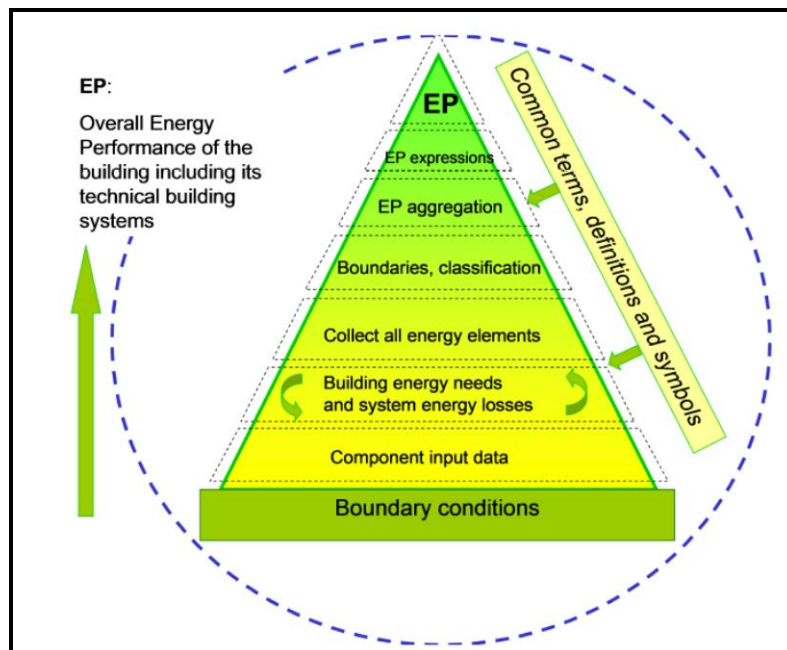 EP:
Overall Energy
Performance of the
building including its
technical building
systems
EP
EP expressions
EP aggregation
Boundaries, classification
Collect all energy elements
Building energy needs
and system energy losses
Component input data
Boundary conditions
Common terms, definitions and symbols